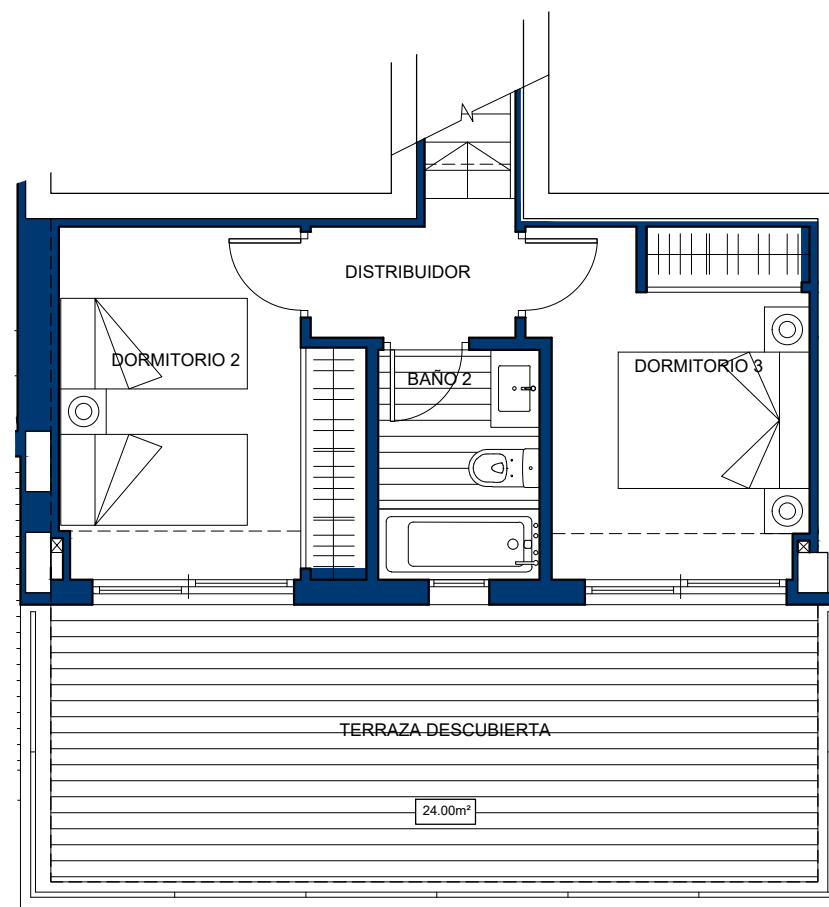 DISTRIBUIDOR
DORMITORIO 2
BAÑO 2
DORMITORIO 3
TERRAZA DESCUBIERTA
24.00m²